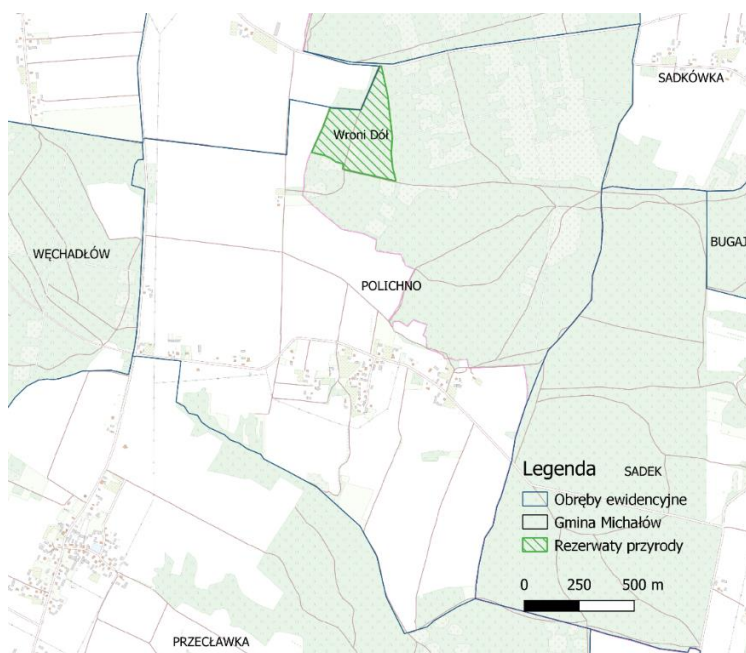 SADKÓWKA
Wroni Dół
WĘCHADŁÓW
BUGAJ
POLICHNO
Legenda
SADEK
Obręby ewidencyjne
Gmina Michałów
Rezerwaty przyrody
0 250 500 m
PRZECŁAWKA